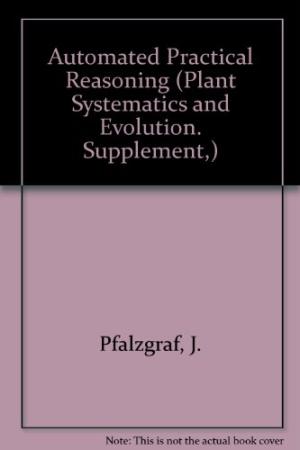 Automated Practical
Reasoning (Plant
Systematics and
Evolution.
Supplement,)
Pfalzgraf, J.
Note: This is not the actual book cover